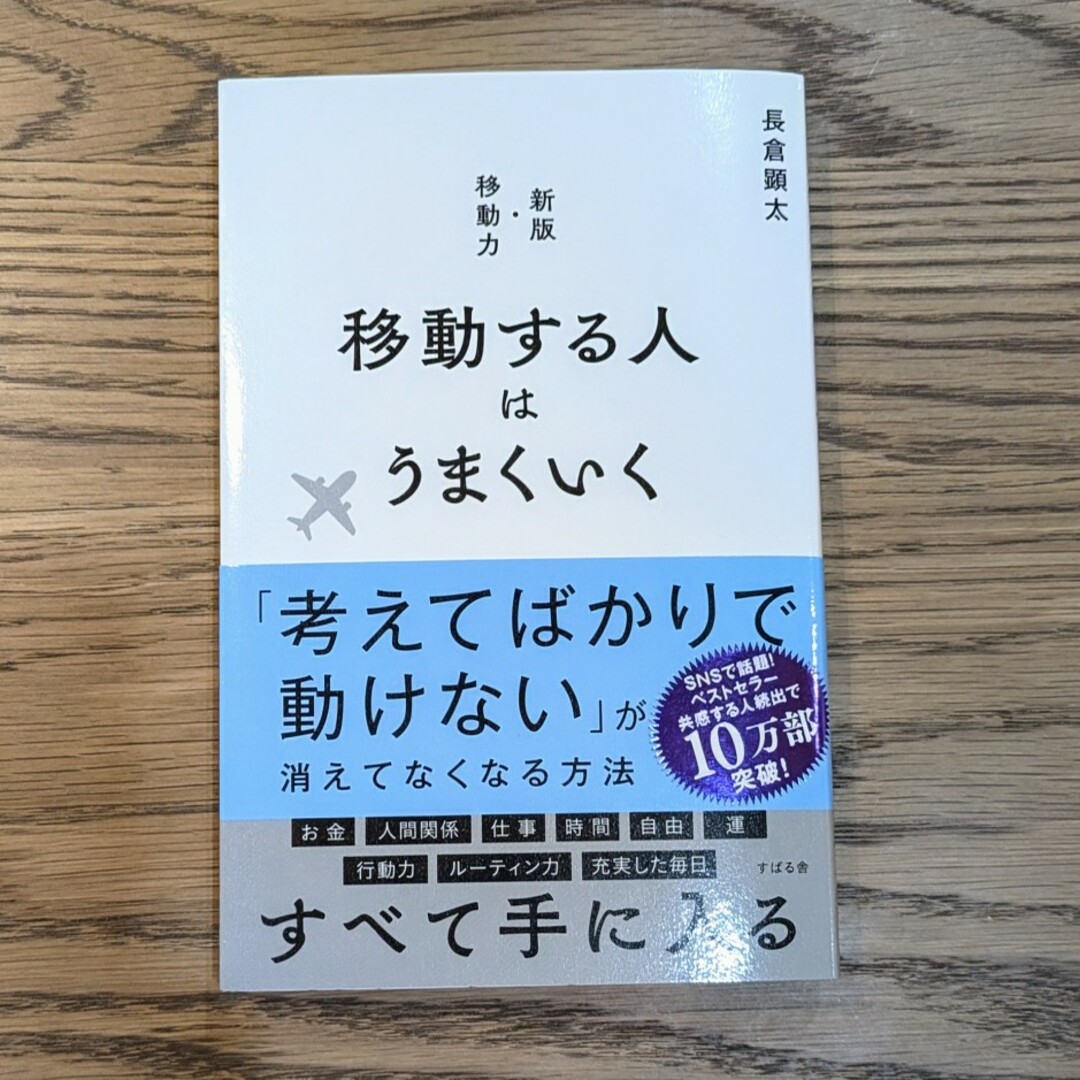 長倉顕太
新版・
移動力
移動する人
は
うまくいく
「考えてばかりで
動けない」が
消えてなくなる方法
SNSで話題!
ベストセラー
共感する人続出で
10万部
突破!
お金 人間関係 仕事 時間 自由 運
行動力 ルーティン力 充実した毎日
すばる舎
すべて手に入る